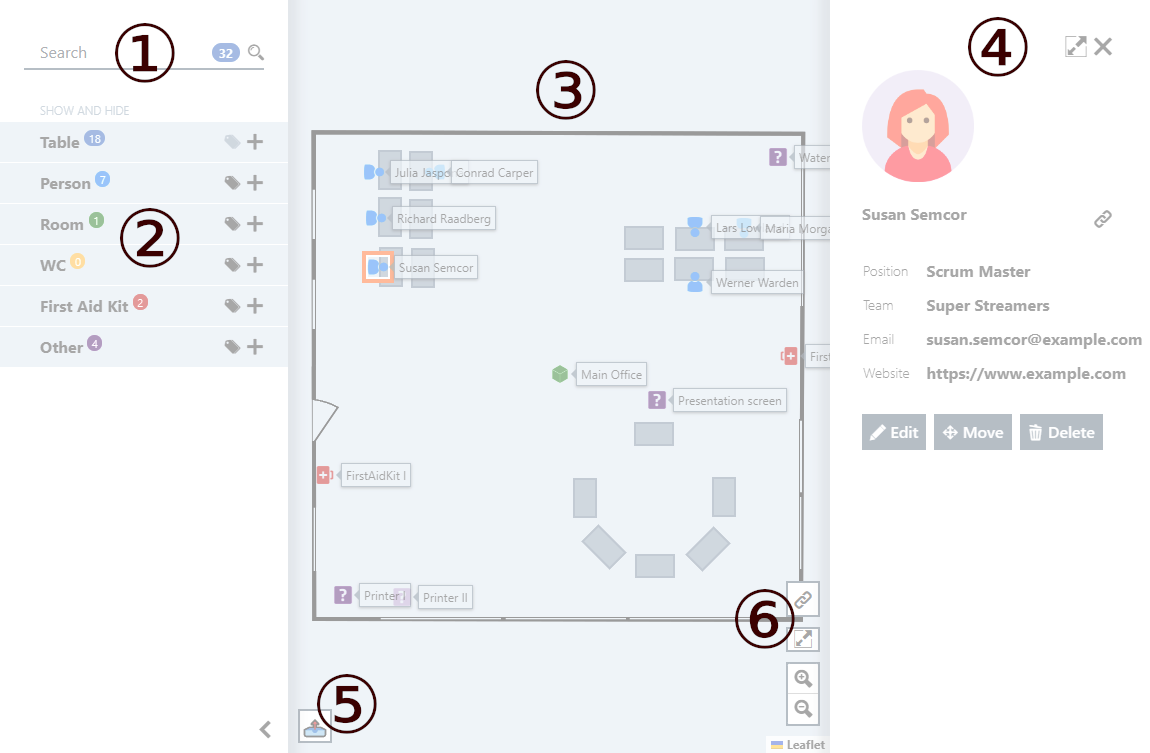 Search
①
32
SHOW AND HIDE
Table 18
Person 7
Room 1
②
WC 0
First Aid Kit 2
Other 4
③
Julia Jaspo
Conrad Carper
Water
Richard Raadberg
Lars Low
Maria Morga
Susan Semcor
Werner Warden
Main Office
First
Presentation screen
FirstAidKit I
Printer I
Printer II
⑤
⑥
Leaflet
④
Susan Semcor
Position Scrum Master
Team Super Streamers
Email susan.semcor@example.com
Website https://www.example.com
Edit Move Delete